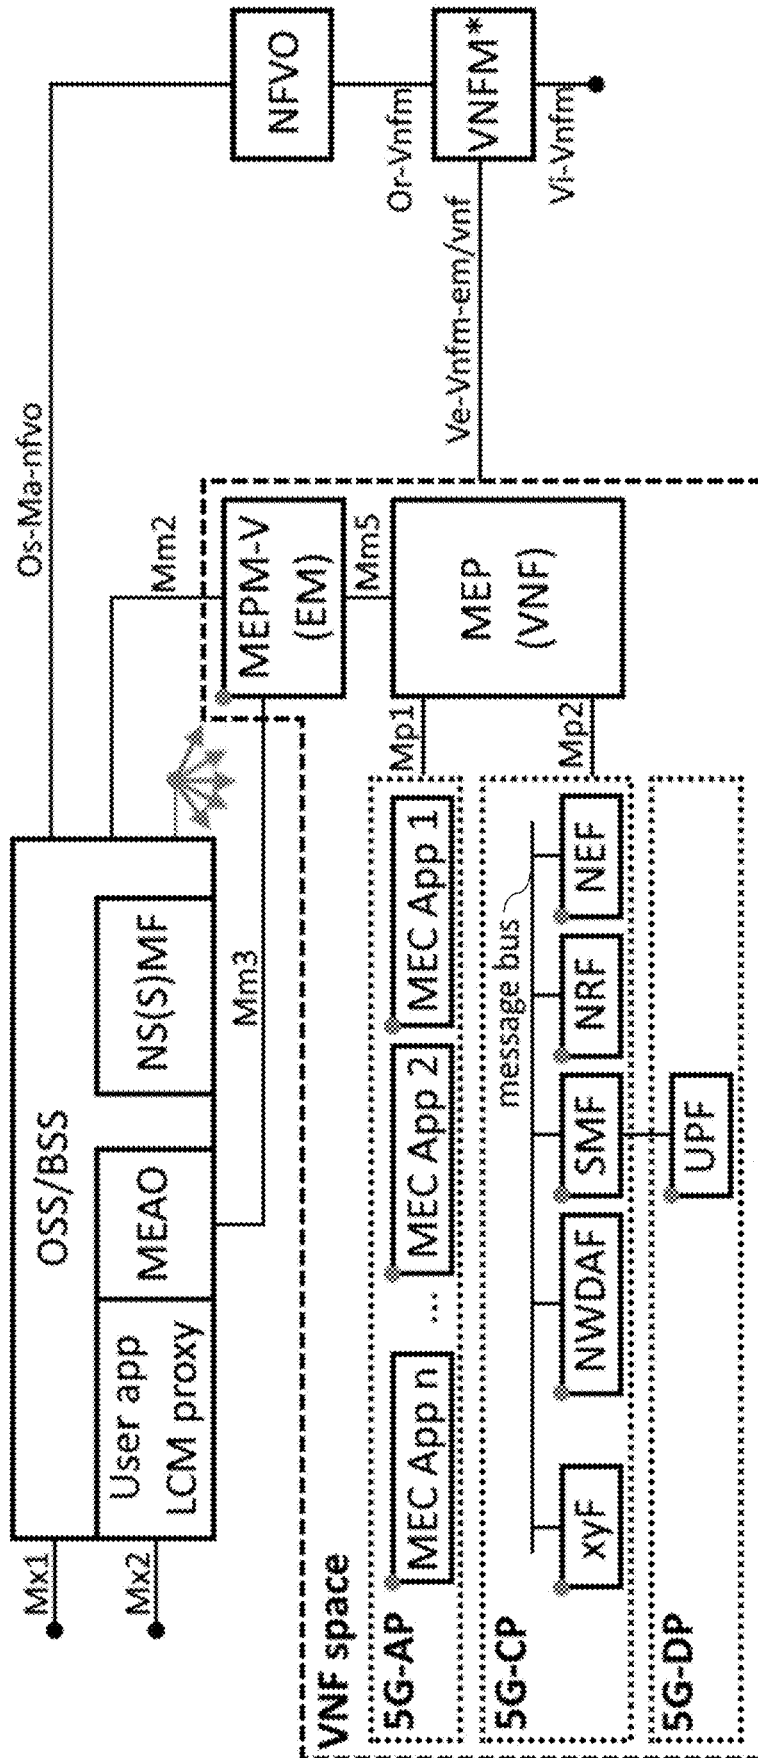 Mx1
Mx2
OSS/BSS
User app
LCM proxy
MEAO
NS(S)MF
Os-Ma-nfvo
NFVO
Mm2
Mm3
VNF space
MEPM-V
(EM)
Or-Vnfm
Mm5
5G-AP
MEC App n
...
MEC App 2
MEC App 1
Mp1
MEP
(VNF)
Ve-Vnfm-em/vnf
VNFM*
5G-CP
message bus
xyF
NWDAF
SMF
NRF
NEF
Mp2
Vi-Vnfm
5G-DP
UPF